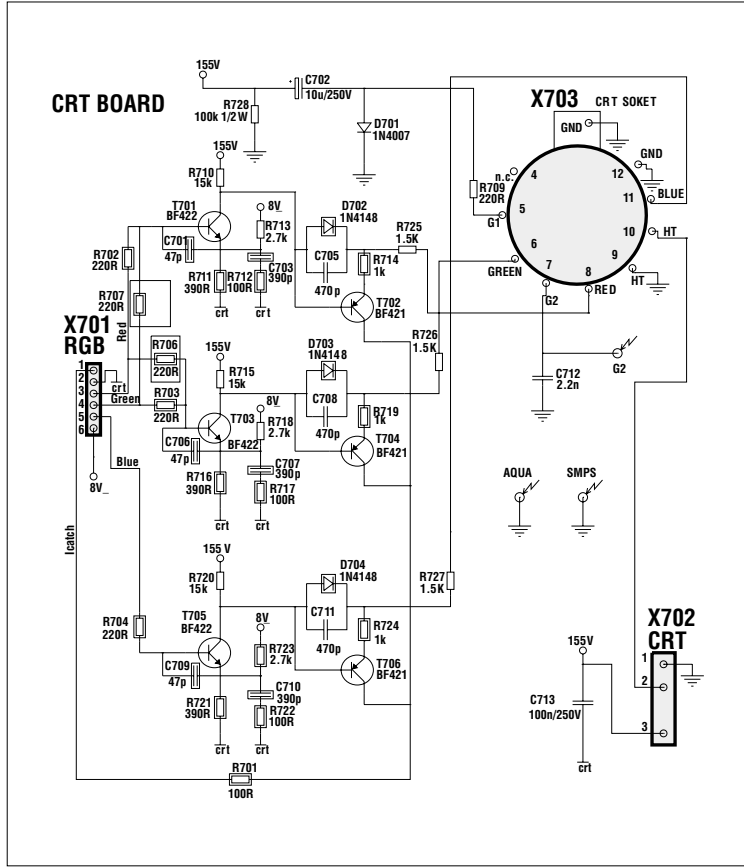 CRT BOARD
155V
C702
10u/250V
R728
100k 1/2 W
D701
1N4007
X703
CRT SOKET
GND
GND
n.c.
4
12
11
BLUE
5
R709
220R
G1
10
HT
6
9
GREEN
7
8
HT
G2
RED
155V
R710
15k
T701
BF422
8V_
R713
2.7k
D702
1N4148
R725
1.5K
R702
220R
C701
47p
C703
390p
C705
470 p
R714
1k
R711
390R
R712
100R
T702
BF421
crt
crt
R707
220R
Red
X701
RGB
1
2
3
4
5
6
crt
Green
8V_
R706
220R
R703
220R
155V
R715
15k
D703
1N4148
R726
1.5K
C712
2.2n
G2
T703
BF422
8V_
R718
2.7k
C708
470p
R719
1k
C706
47p
T704
BF421
Blue
C707
390p
R716
390R
R717
100R
crt
crt
AQUA
SMPS
Icatch
155 V
R720
15k
D704
1N4148
R727
1.5K
R704
220R
T705
BF422
8V_
C711
470p
R723
2.7k
R724
1k
C709
47p
T706
BF421
C710
390p
R721
390R
R722
100R
crt
crt
R701
100R
X702
CRT
155V
1
2
3
C713
100n/250V
crt